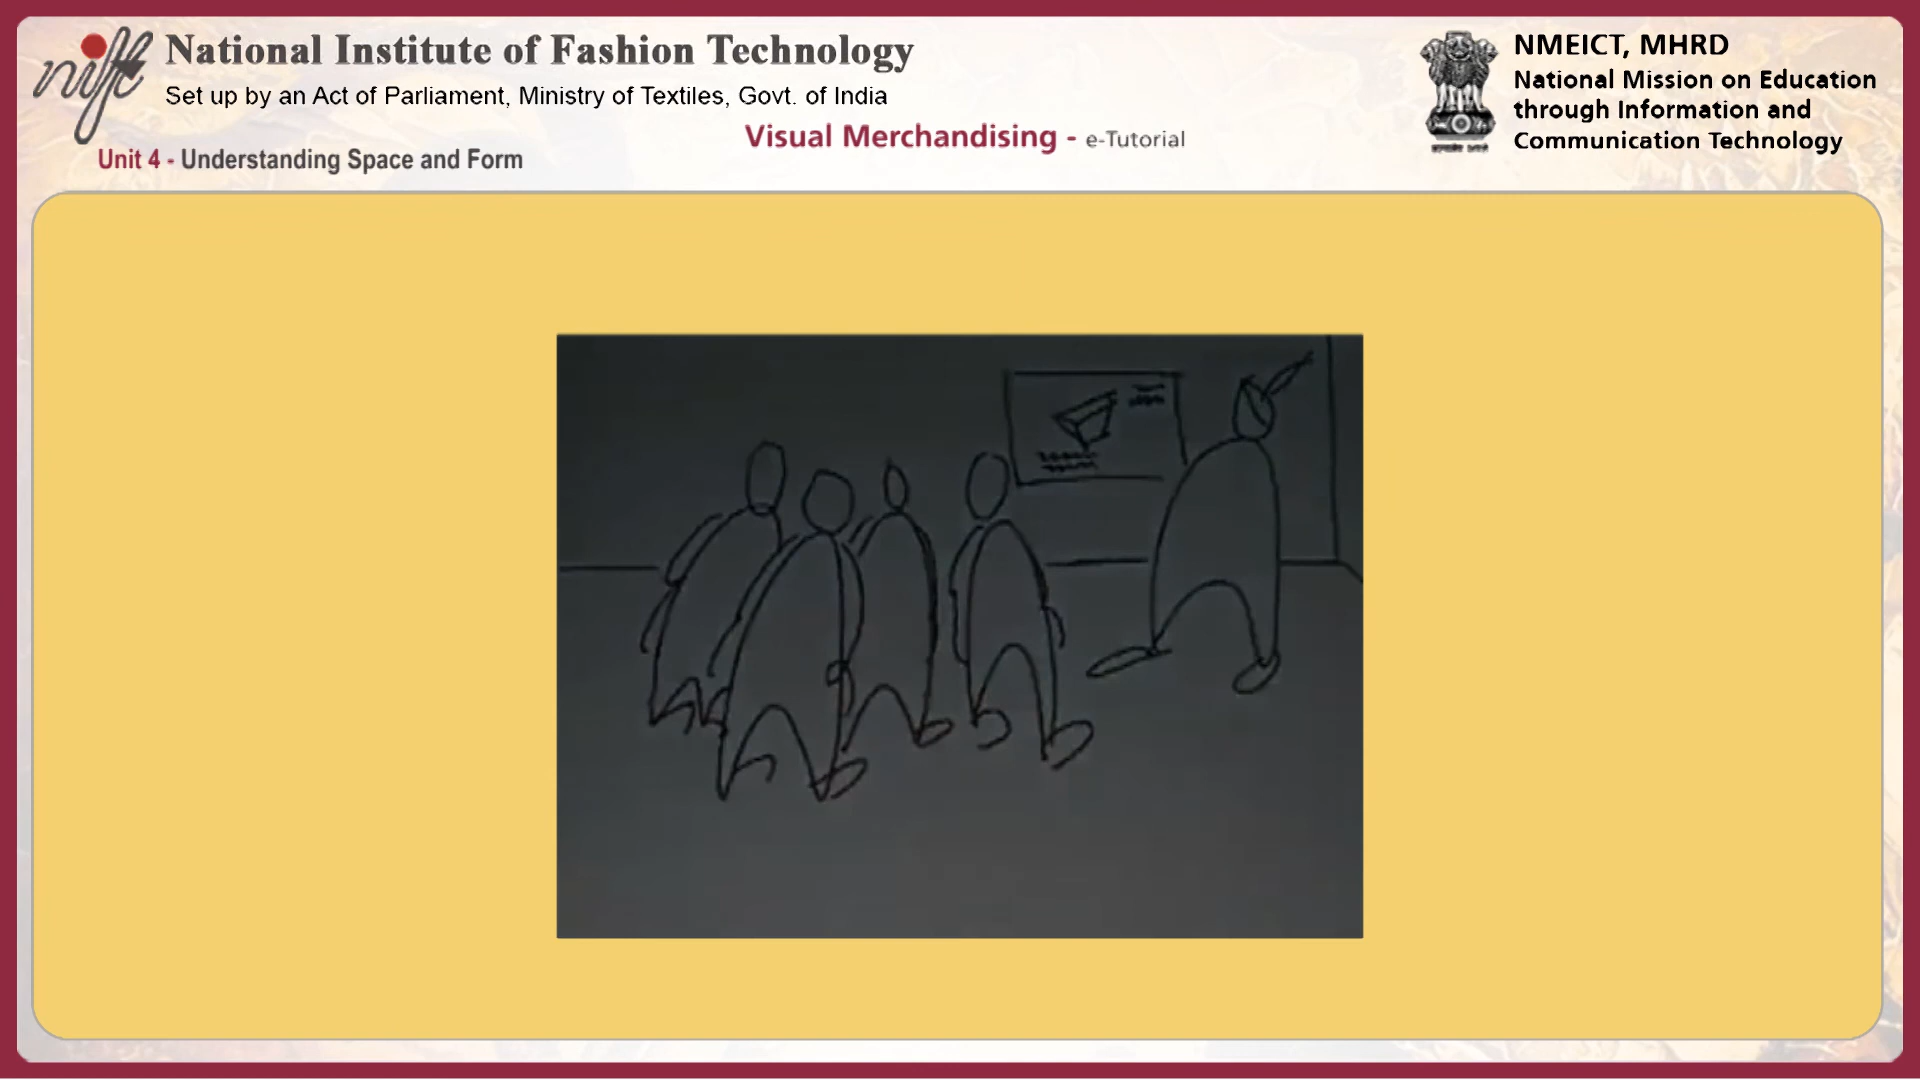 nift
National Institute of Fashion Technology
Set up by an Act of Parliament, Ministry of Textiles, Govt. of India
Visual Merchandising - e-Tutorial
Unit 4 - Understanding Space and Form
NMEICT, MHRD
National Mission on Education
through Information and
Communication Technology